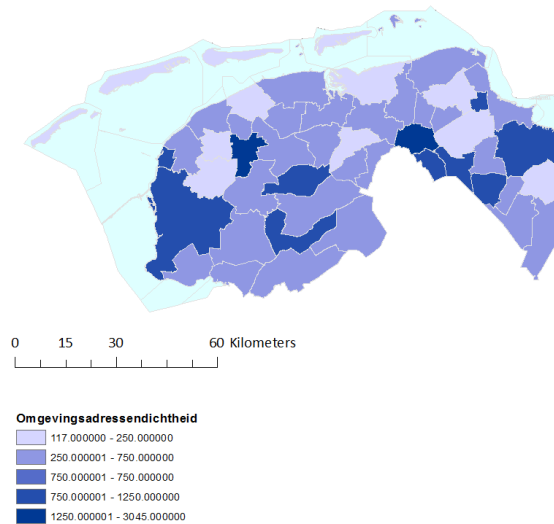 0 15 30 60 Kilometers
Omgevingsadressendichtheid
117.000000 - 250.000000
250.000001 - 750.000000
750.000001 - 750.000000
750.000001 - 1250.000000
1250.000001 - 3045.000000